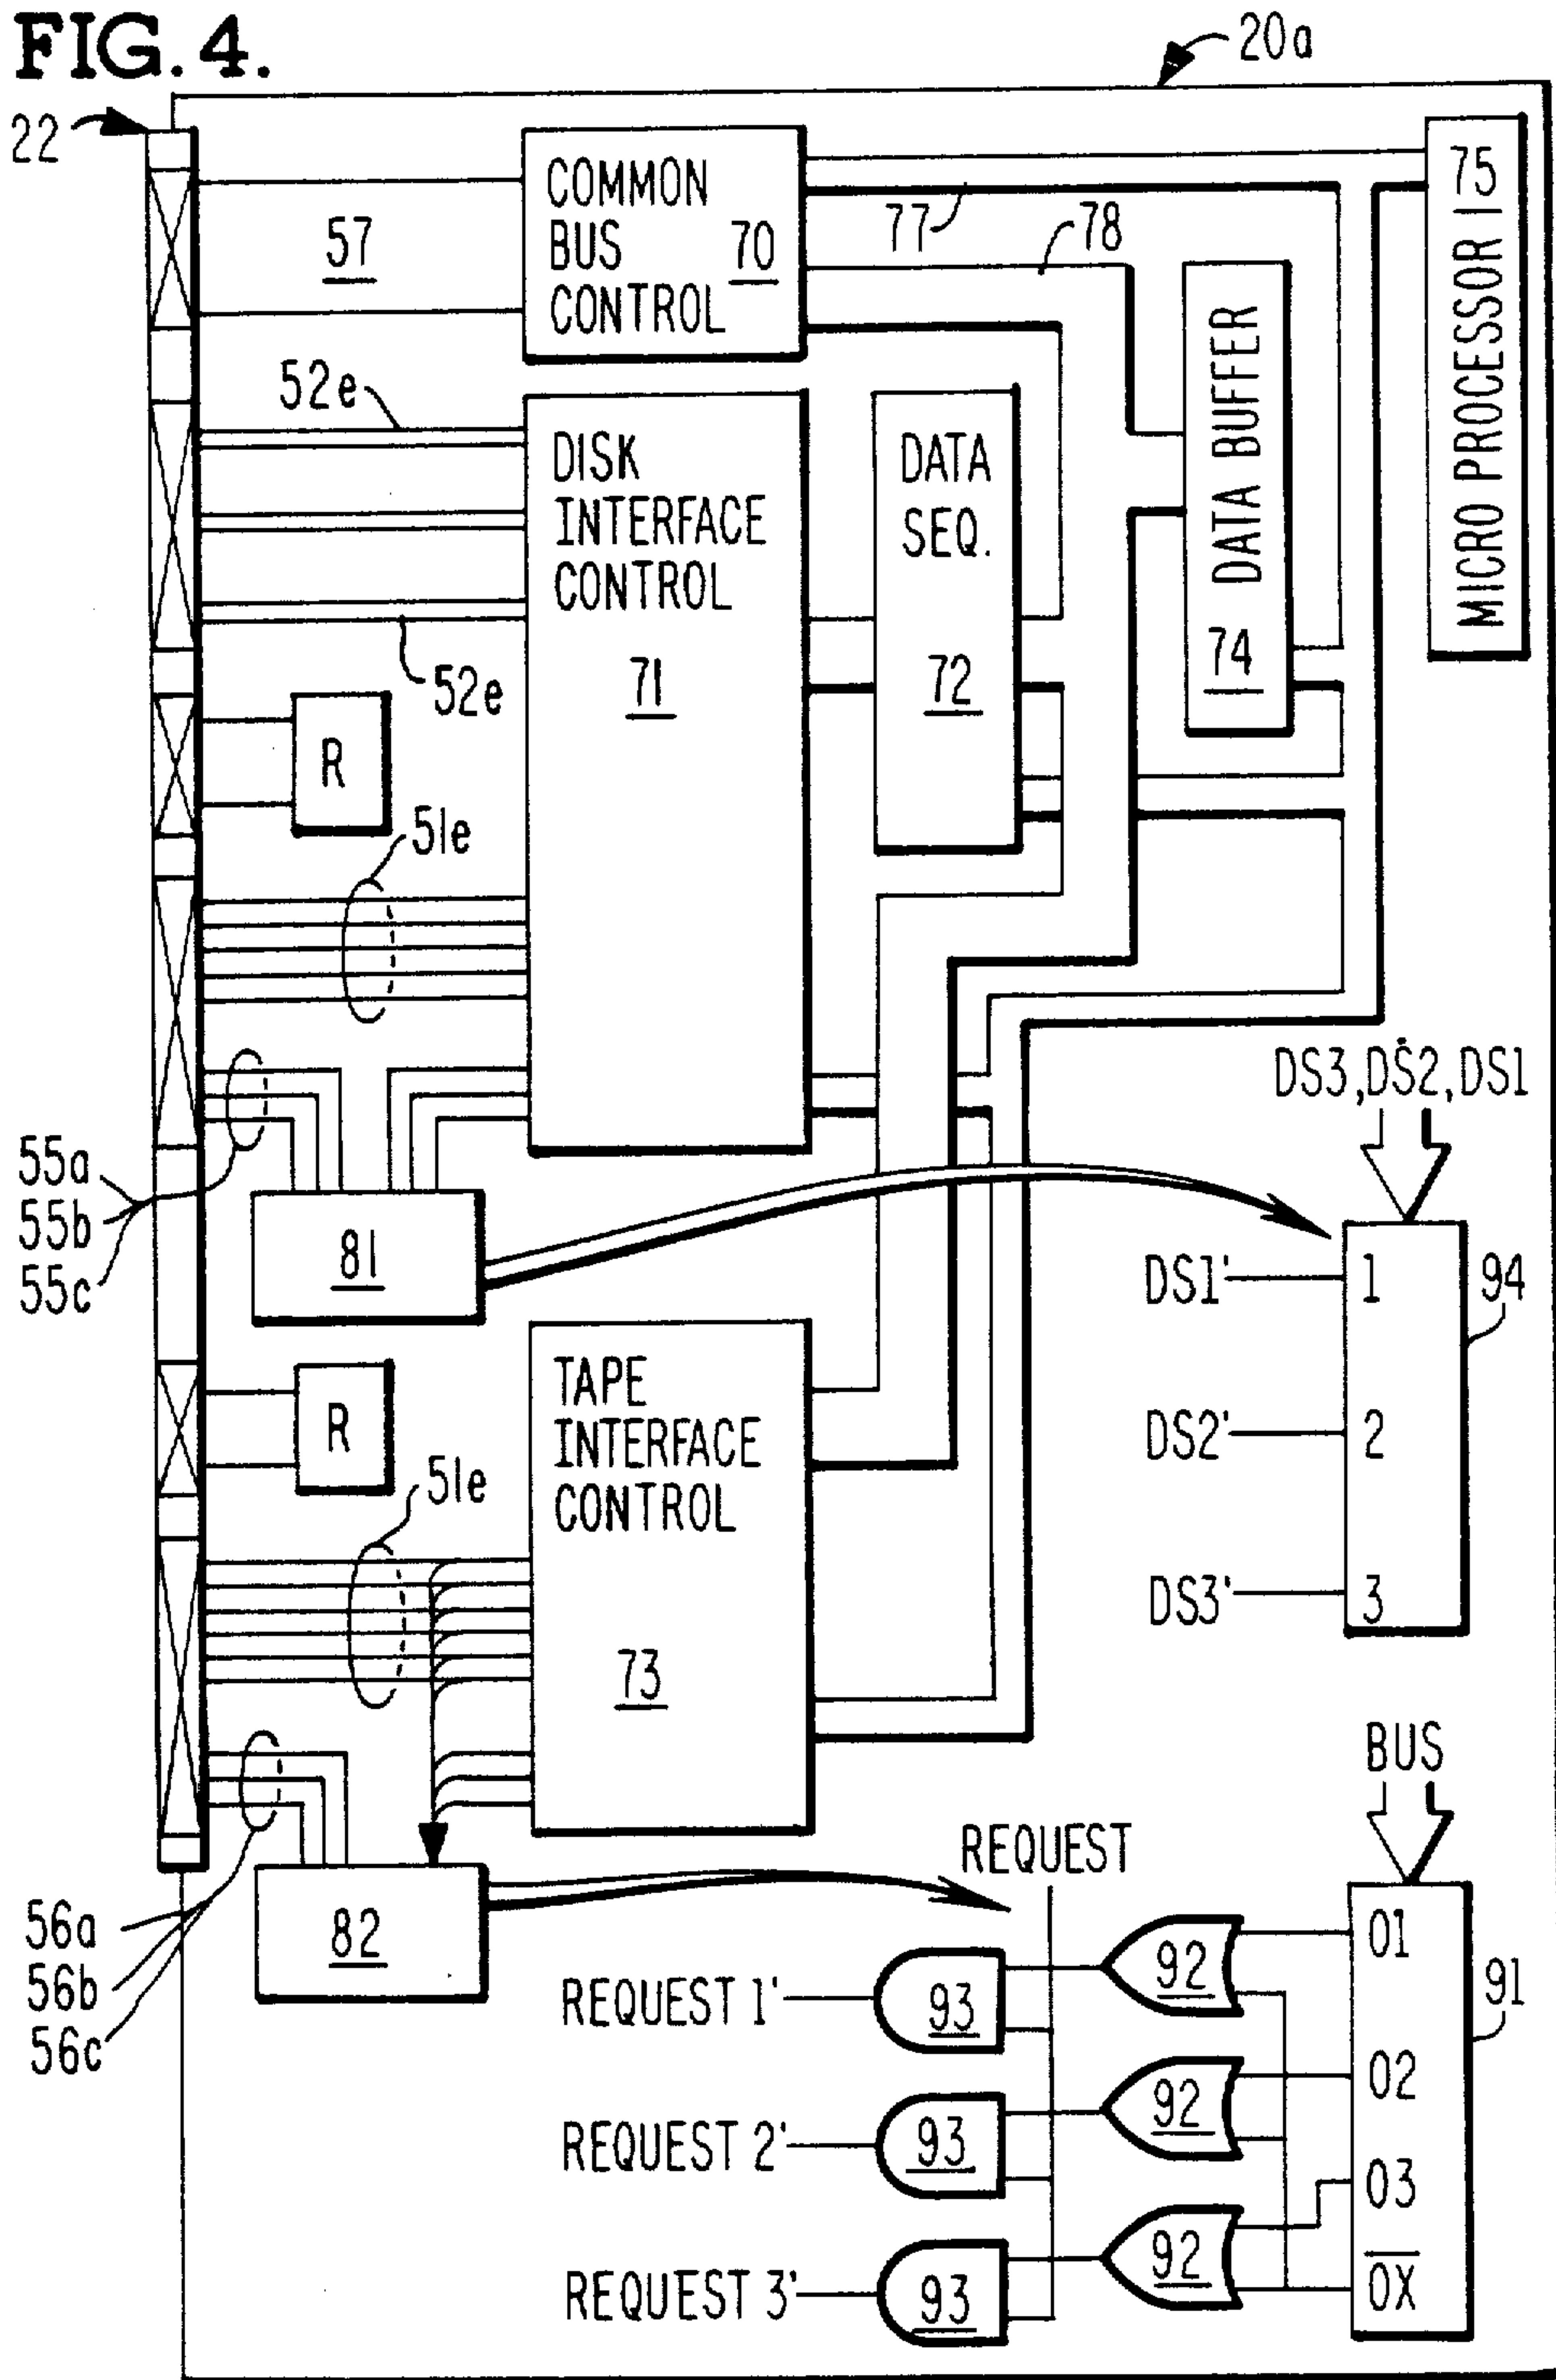 FIG. 4.
20a
22
COMMON
BUS
CONTROL
70
57
77
78
MICRO PROCESSOR
75
DATA BUFFER
74
52e
DISK
INTERFACE
CONTROL
71
DATA
SEQ.
72
52e
R
51e
55a
55b
55c
81
DS3, DS2, DS1
DS1'
DS2'
DS3'
1
2
3
94
R
TAPE
INTERFACE
CONTROL
73
51e
56a
56b
56c
82
BUS
REQUEST
REQUEST 1'
REQUEST 2'
REQUEST 3'
93
93
93
92
92
92
01
02
03
0X
91